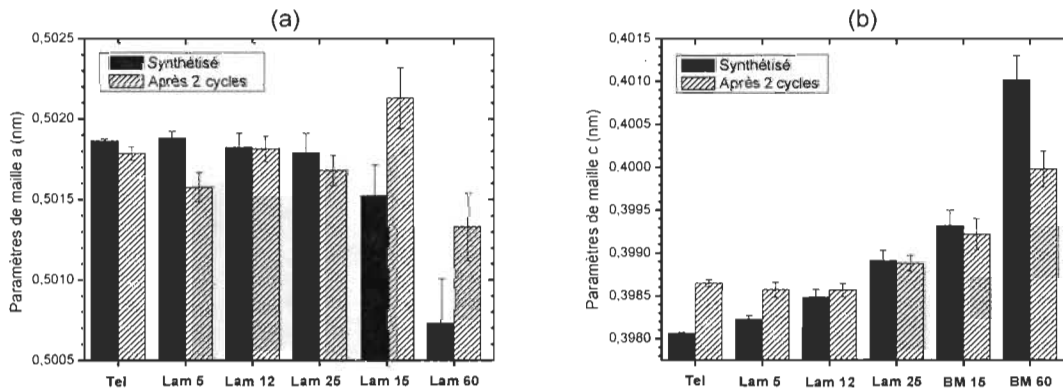 (a)
Paramètres de maille a (nm)
0,5025
0,5020
0,5015
0,5010
0,5005
Synthétisé
Après 2 cycles
Tel
Lam 5
Lam 12
Lam 25
Lam 15
Lam 60
(b)
Paramètres de maille c (nm)
0,4015
0,4010
0,4005
0,4000
0,3995
0,3990
0,3985
0,3980
Synthétisé
Après 2 cycles
Tel
Lam 5
Lam 12
Lam 25
BM 15
BM 60